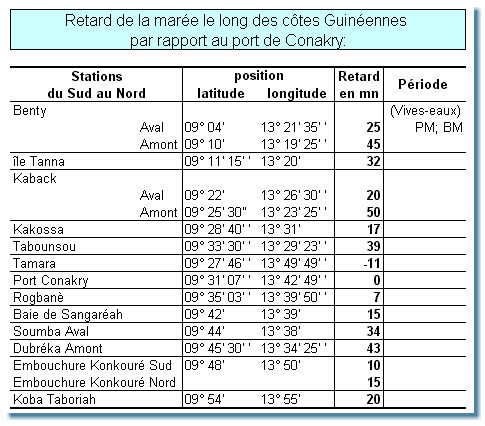 Retard de la marée le long des côtes Guinéennes
par rapport au port de Conakry:
Stations position Retard Période
du Sud au Nord latitude longitude en mn
Benty (Vives-eaux)
Aval 09° 04' 13° 21' 35'' 25 PM; BM
Amont 09° 10' 13° 19' 25'' 45
île Tanna 09° 11' 15'' 13° 20' 32
Kaback
Aval 09° 22' 13° 26' 30'' 20
Amont 09° 25' 30" 13° 23' 25'' 50
Kakossa 09° 28' 40'' 13° 31' 17
Tabounsou 09° 33' 30'' 13° 29' 23'' 39
Tamara 09° 27' 46'' 13° 49' 49'' -11
Port Conakry 09° 31' 07'' 13° 42' 49'' 0
Rogbanè 09° 35' 03'' 13° 39' 50'' 7
Baie de Sangaréah 09° 42' 13° 39' 15
Soumba Aval 09° 44' 13° 38' 34
Dubréka Amont 09° 45' 30'' 13° 34' 25'' 43
Embouchure Konkouré Sud 09° 48' 13° 50' 10
Embouchure Konkouré Nord 15
Koba Taboriah 09° 54' 13° 55' 20